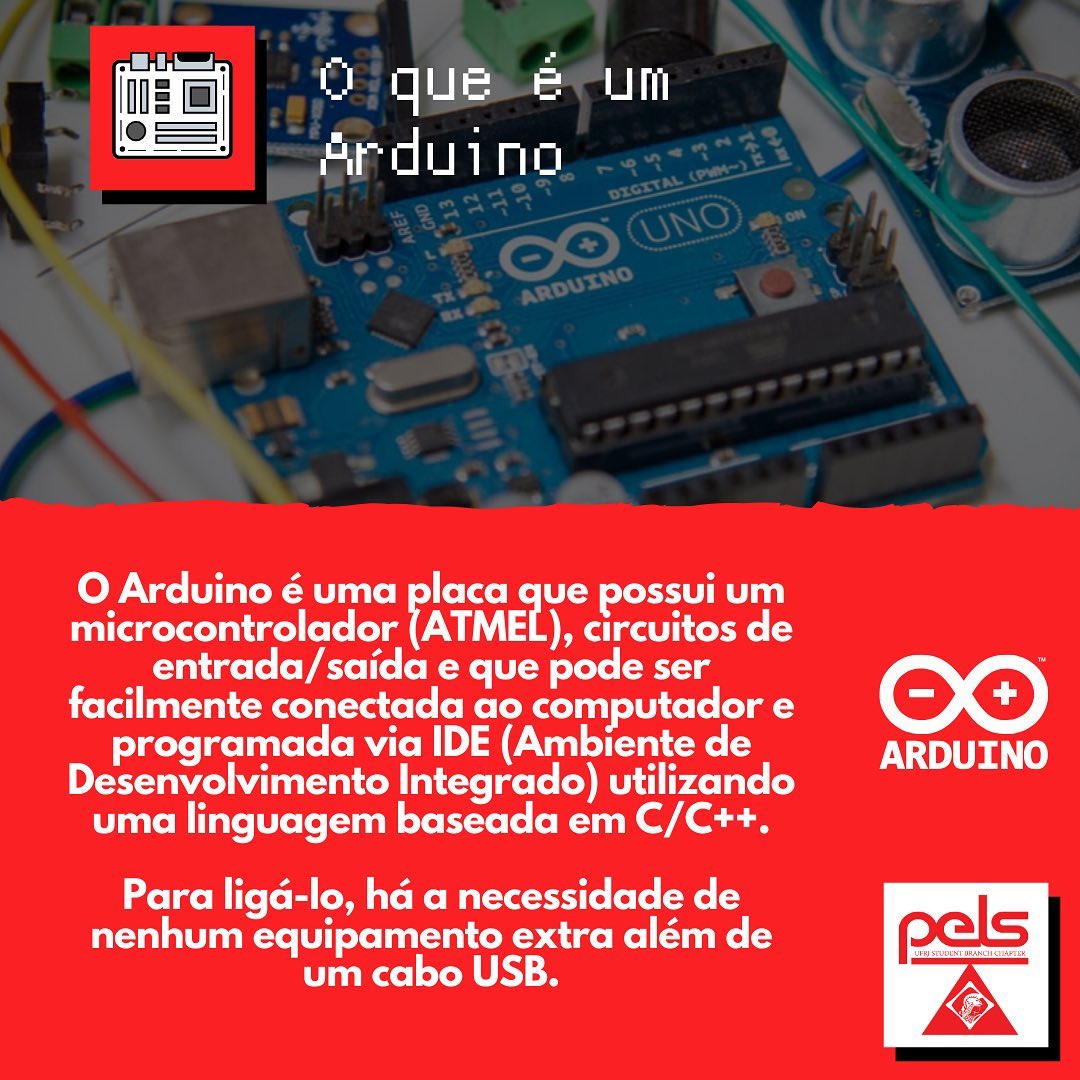 O que é um
Arduino
AREF
GND
13
12
~11
~10
~9
8
7
~6
~5
4
~3
2
TX→1
RX←0
DIGITAL (PWM~)
L
TX
RX
ARDUINO
UNO
ON
O Arduino é uma placa que possui um
microcontrolador (ATMEL), circuitos de
entrada/saída e que pode ser
facilmente conectada ao computador e
programada via IDE (Ambiente de
Desenvolvimento Integrado) utilizando
uma linguagem baseada em C/C++.
Para ligá-lo, há a necessidade de
nenhum equipamento extra além de
um cabo USB.
ARDUINO
TM
pels
UFRJ STUDENT BRANCH CHAPTER